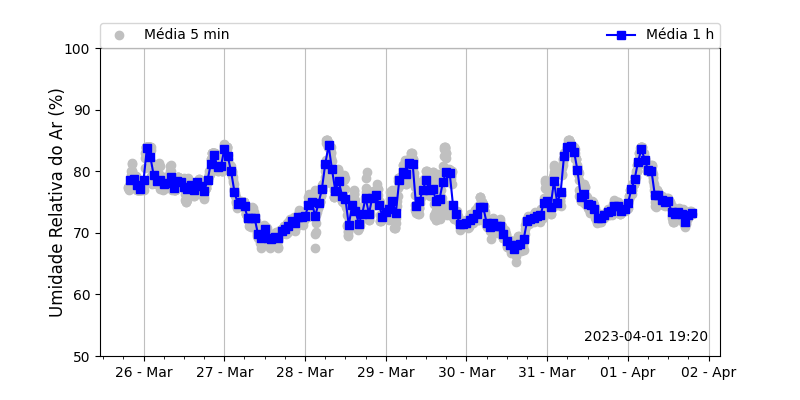 Média 5 min
Média 1 h
Umidade Relativa do Ar (%)
100
90
80
70
60
50
2023-04-01 19:20
26 - Mar
27 - Mar
28 - Mar
29 - Mar
30 - Mar
31 - Mar
01 - Apr
02 - Apr